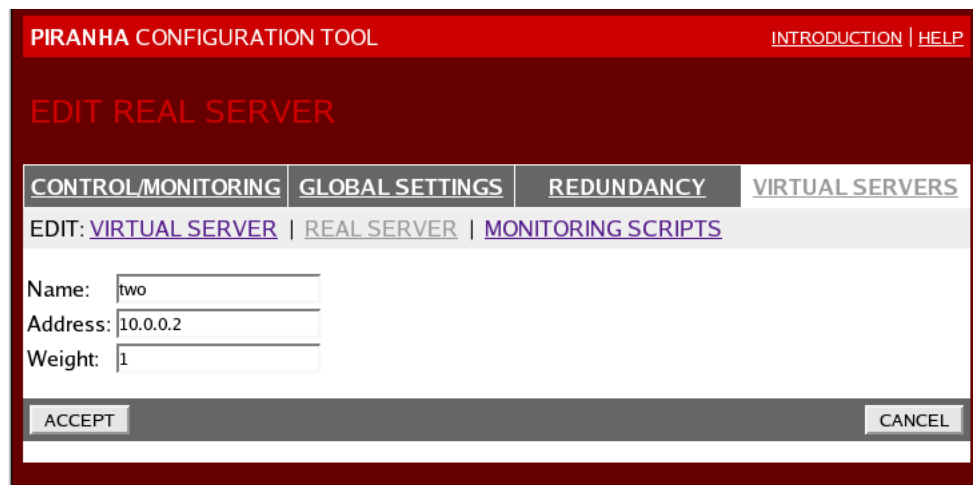 PIRANHA CONFIGURATION TOOL INTRODUCTION | HELP
EDIT REAL SERVER
CONTROL/MONITORING GLOBAL SETTINGS REDUNDANCY VIRTUAL SERVERS
EDIT: VIRTUAL SERVER | REAL SERVER | MONITORING SCRIPTS
Name: two
Address: 10.0.0.2
Weight: 1
ACCEPT CANCEL